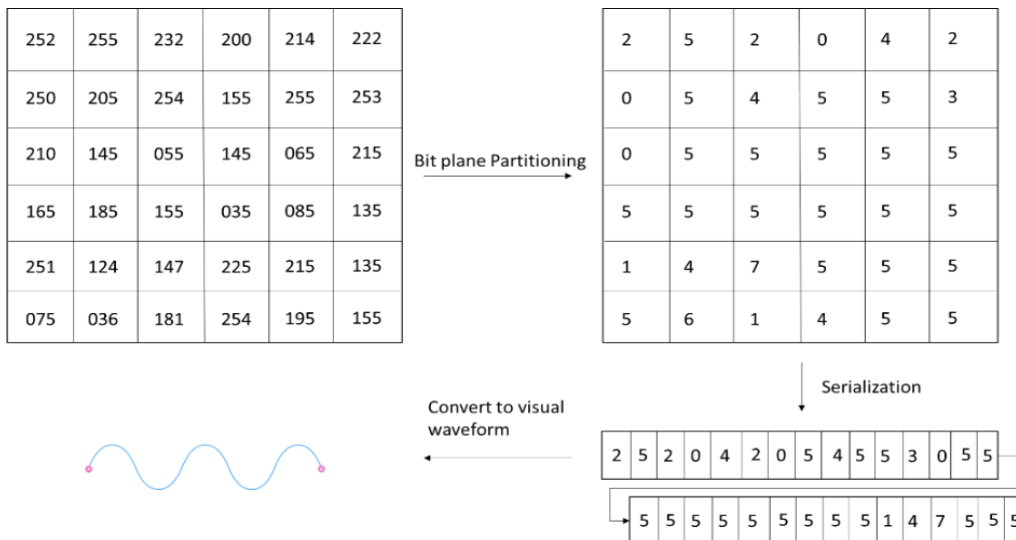 252 255 232 200 214 222
250 205 254 155 255 253
210 145 055 145 065 215
165 185 155 035 085 135
251 124 147 225 215 135
075 036 181 254 195 155
Bit plane Partitioning
2 5 2 0 4 2
0 5 4 5 5 3
0 5 5 5 5 5
5 5 5 5 5 5
1 4 7 5 5 5
5 6 1 4 5 5
Serialization
2 5 2 0 4 2 0 5 4 5 5 3 0 5 5
5 5 5 5 5 5 5 5 5 1 4 7 5 5 5
Convert to visual
waveform